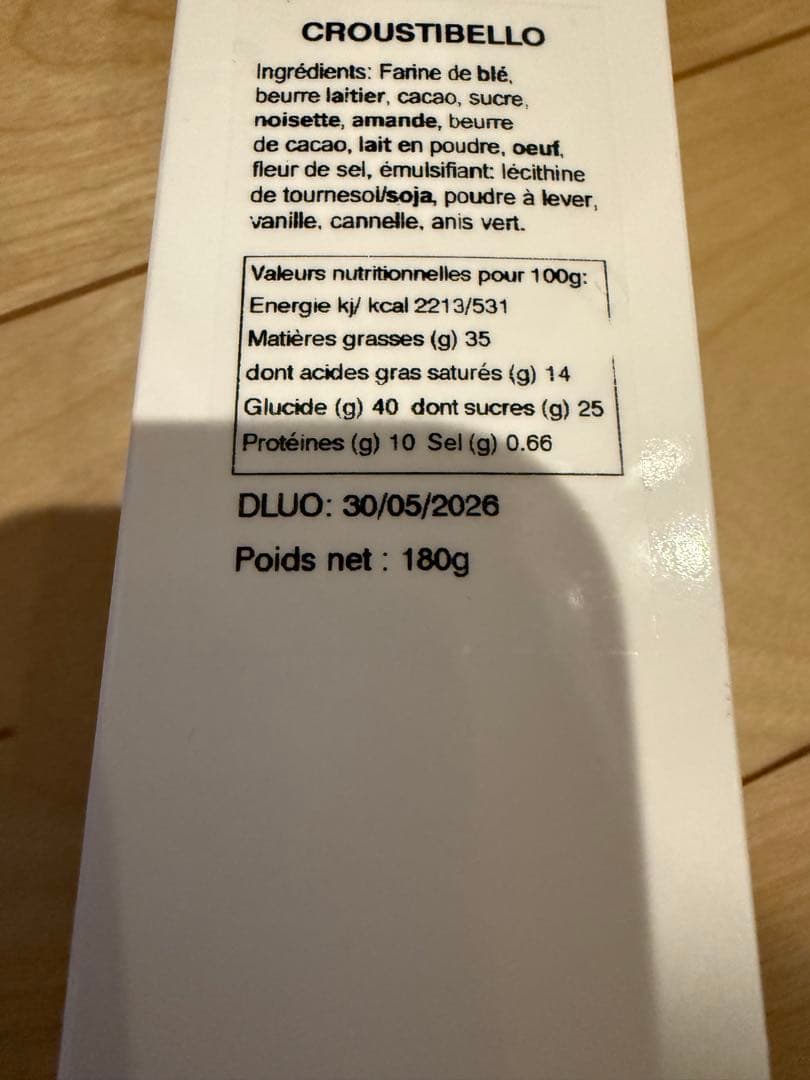 CROUSTIBELLO
Ingrédients: Farine de blé,
beurre laitier, cacao, sucre,
noisette, amande, beurre
de cacao, lait en poudre, oeuf,
fleur de sel, émulsifiant: lécithine
de tournesol/soja, poudre à lever,
vanille, cannelle, anis vert.
Valeurs nutritionnelles pour 100g:
Energie kj/ kcal 2213/531
Matières grasses (g) 35
dont acides gras saturés (g) 14
Glucide (g) 40 dont sucres (g) 25
Protéines (g) 10 Sel (g) 0.66
DLUO: 30/05/2026
Poids net : 180g